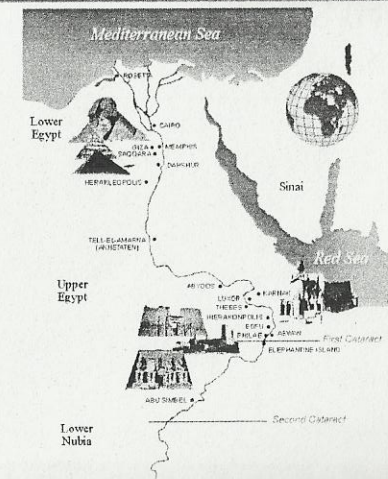 Mediterranean Sea
ROSETTA
Lower
Egypt
CAIRO
GIZA
MEMPHIS
SAQQARA
DAHSHUR
HERAKLEOPOLIS
Sinai
TELL-EL-AMARNA
(AKHETATEN)
Red Sea
Upper
Egypt
ABYDOS
KARNAK
LUXOR
THEBES
HIERAKONPOLIS
EDFU
PHILAE
ASWAN
First Cataract
ELEPHANTINE ISLAND
ABU SIMBEL
Second Cataract
Lower
Nubia